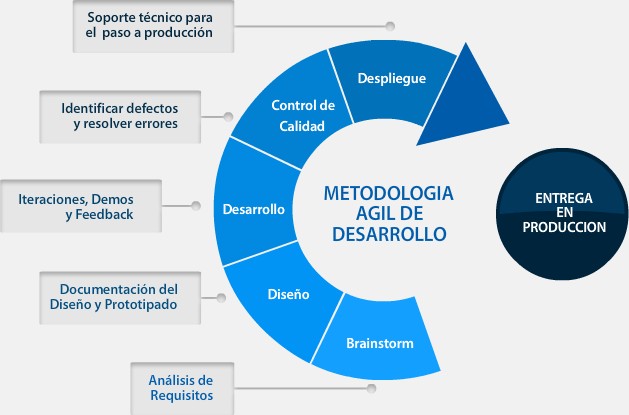 Soporte técnico para
el paso a producción
Despliegue
Identificar defectos
y resolver errores
Control de
Calidad
Iteraciones, Demos
y Feedback
Desarrollo
METODOLOGIA
AGIL DE
DESARROLLO
ENTREGA
EN
PRODUCCION
Documentación del
Diseño y Prototipado
Diseño
Brainstorm
Análisis de
Requisitos